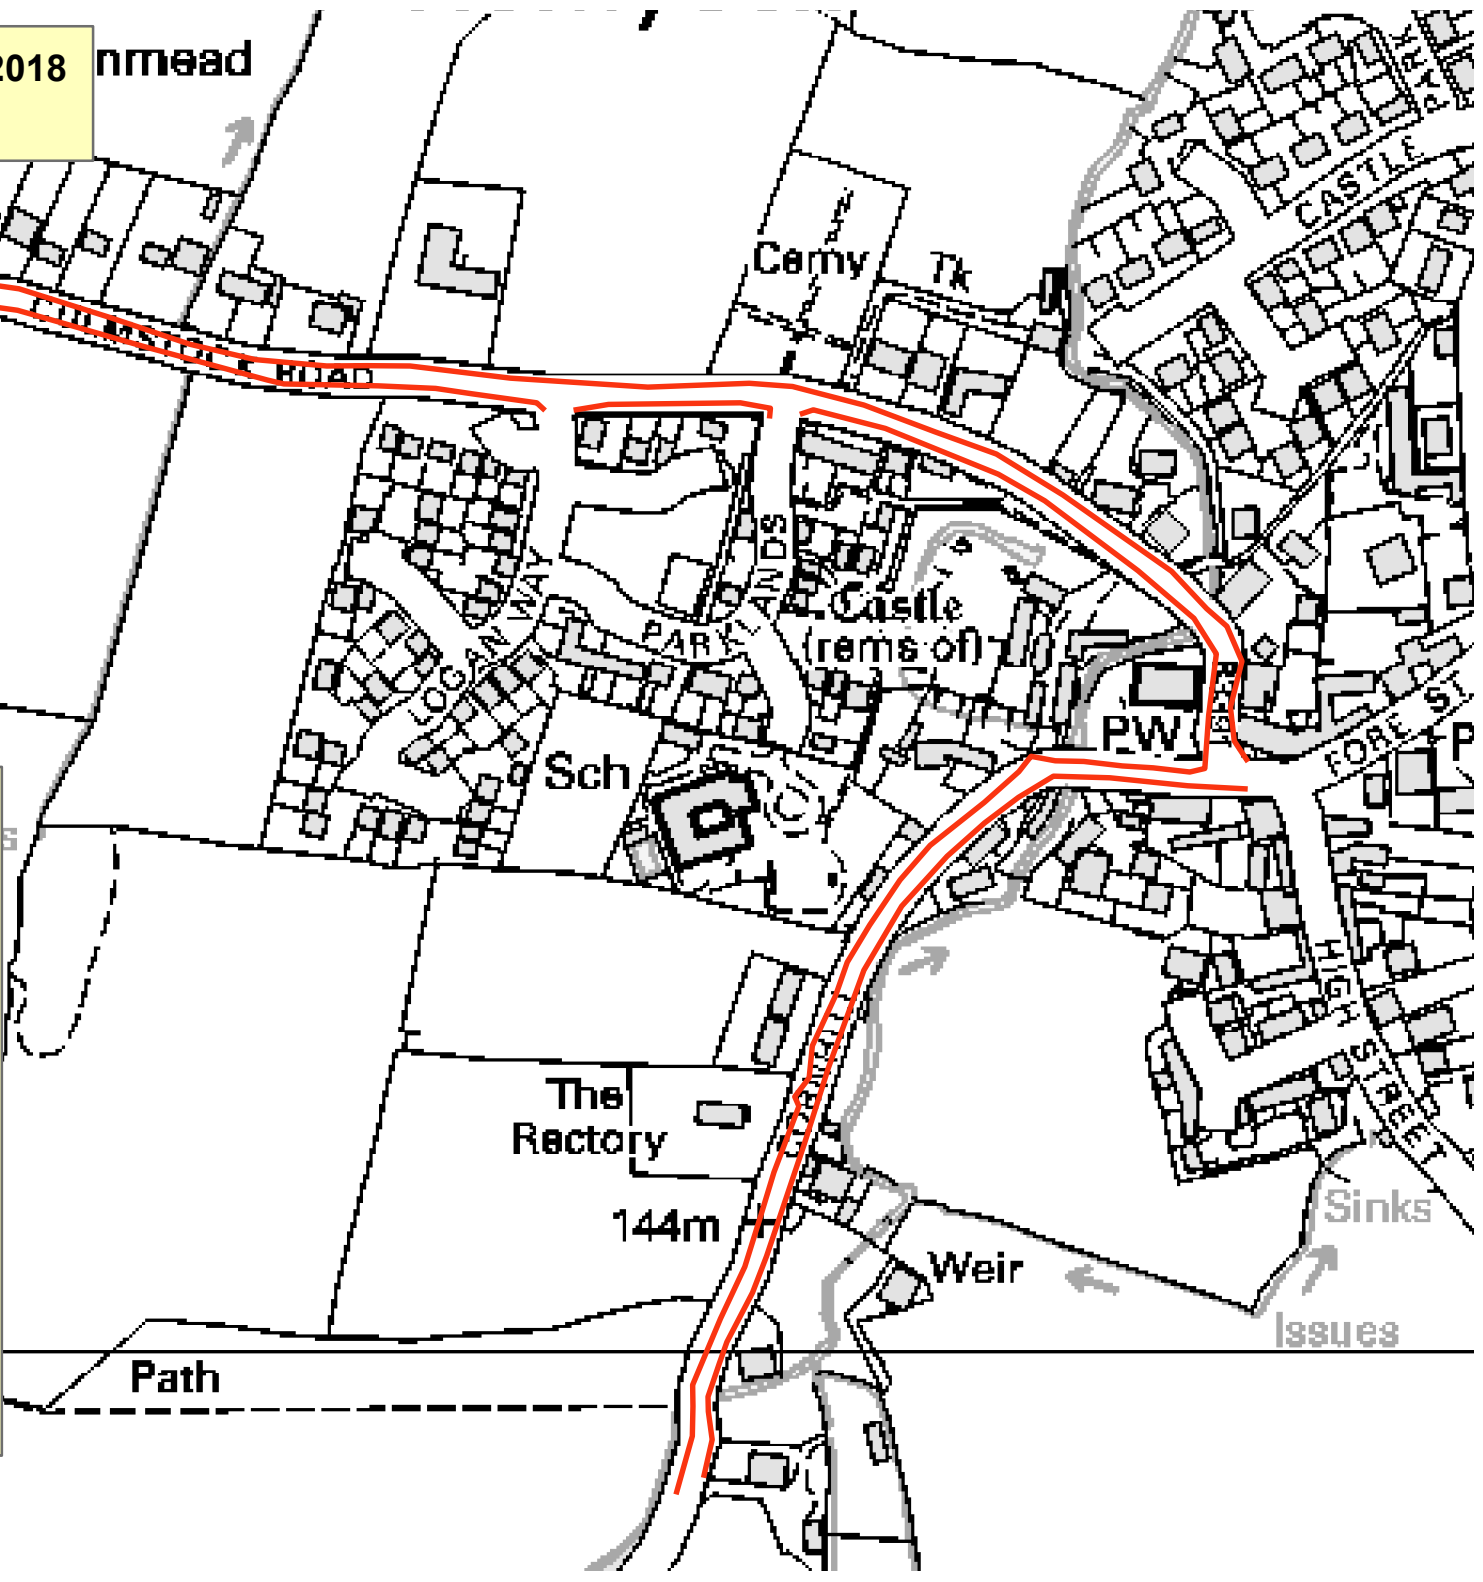 2018
nmead
PARK
CASTLE
Cemy
Tk
ROAD
LOGAN WAY
PARKLANDS
Castle
(rems of)
PW
FORE ST
P
Sch
HIGH STREET
The
Rectory
144m
Weir
Sinks
Issues
Path
s